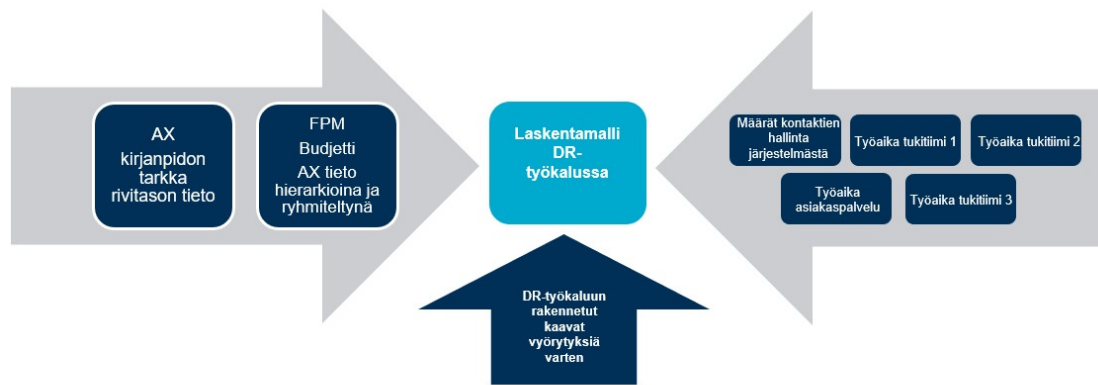 AX
kirjanpidon
tarkka
rivitason tieto
FPM
Budjetti
AX tieto
hierarkioina ja
ryhmiteltynä
Laskentamalli
DR-
työkalussa
Määrät kontaktien
hallinta
järjestelmästä
Työaika tukitiimi 1
Työaika tukitiimi 2
Työaika
asiakaspalvelu
Työaika tukitiimi 3
DR-työkaluun
rakennetut
kaavat
vyörytyksiä
varten